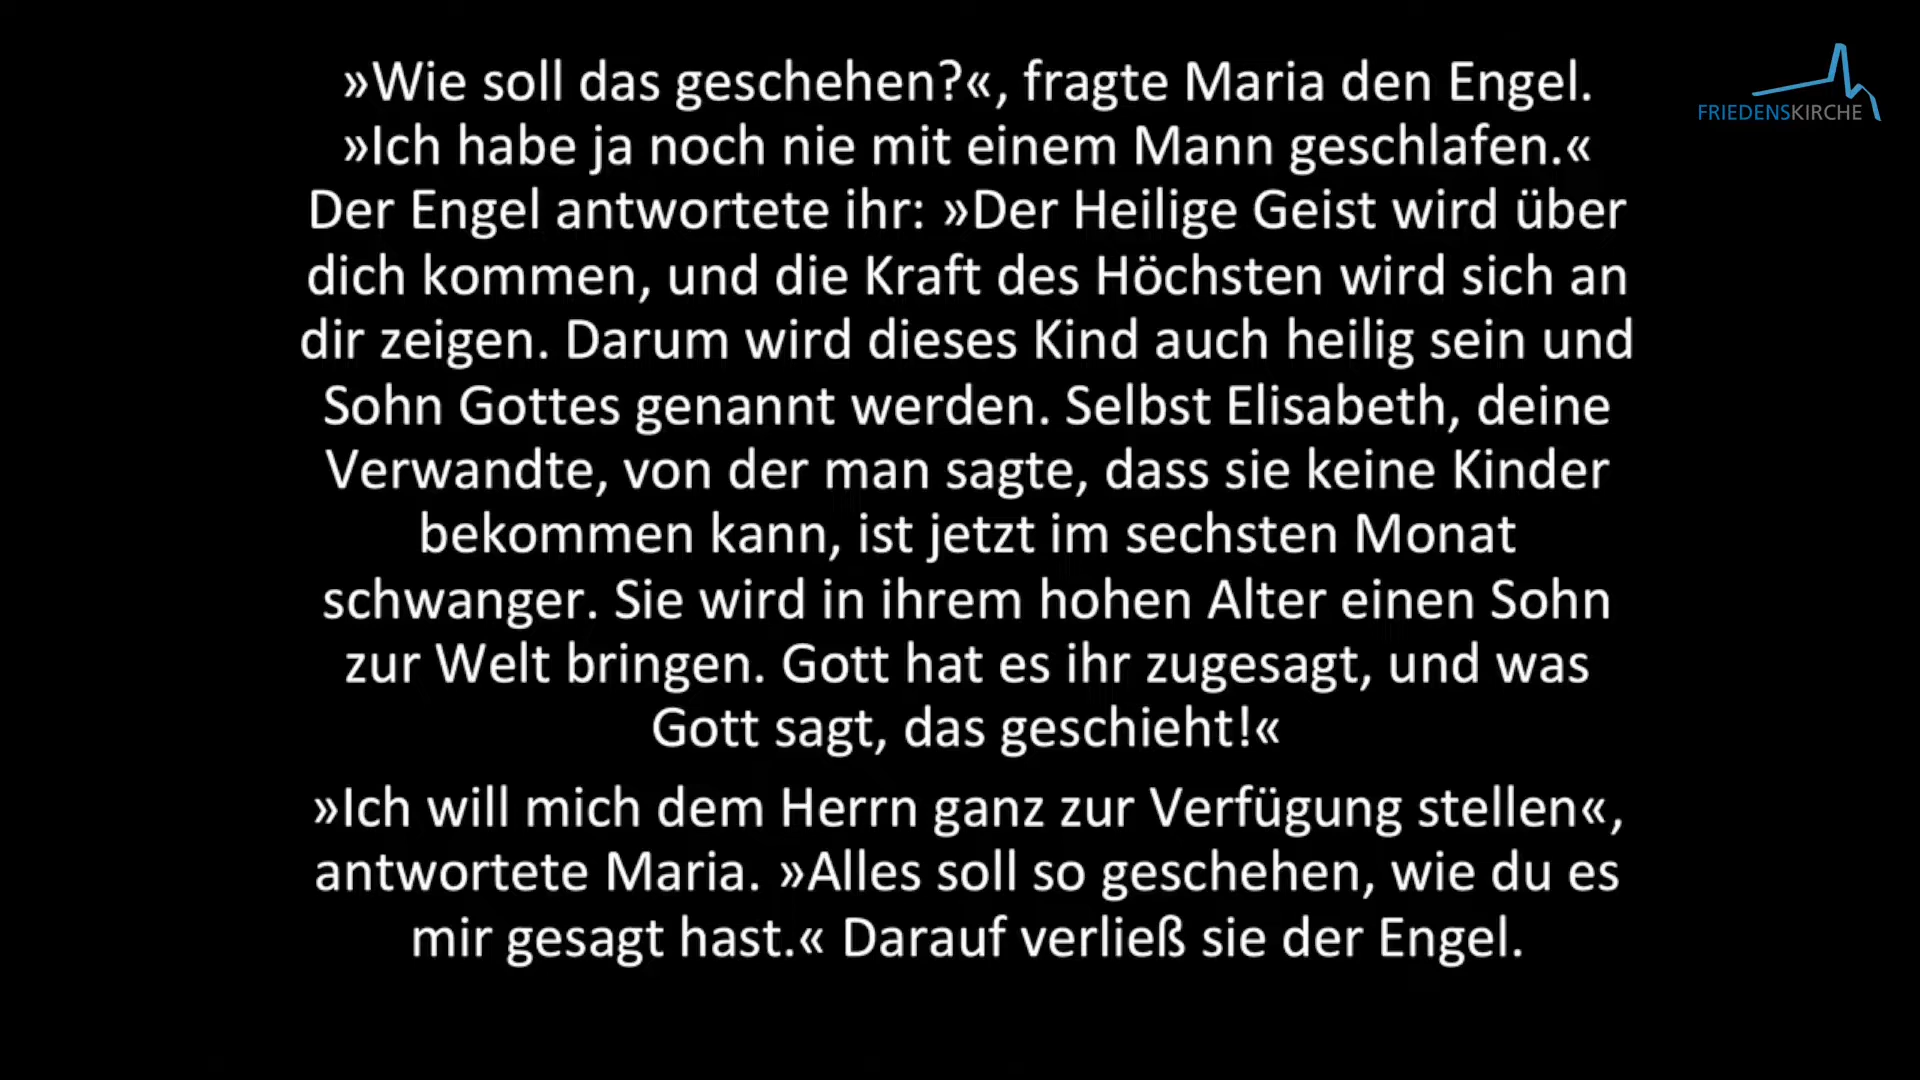 »Wie soll das geschehen?«, fragte Maria den Engel.
»Ich habe ja noch nie mit einem Mann geschlafen.«
Der Engel antwortete ihr: »Der Heilige Geist wird über
dich kommen, und die Kraft des Höchsten wird sich an
dir zeigen. Darum wird dieses Kind auch heilig sein und
Sohn Gottes genannt werden. Selbst Elisabeth, deine
Verwandte, von der man sagte, dass sie keine Kinder
bekommen kann, ist jetzt im sechsten Monat
schwanger. Sie wird in ihrem hohen Alter einen Sohn
zur Welt bringen. Gott hat es ihr zugesagt, und was
Gott sagt, das geschieht!«
»Ich will mich dem Herrn ganz zur Verfügung stellen«,
antwortete Maria. »Alles soll so geschehen, wie du es
mir gesagt hast.« Darauf verließ sie der Engel.
FRIEDENSKIRCHE